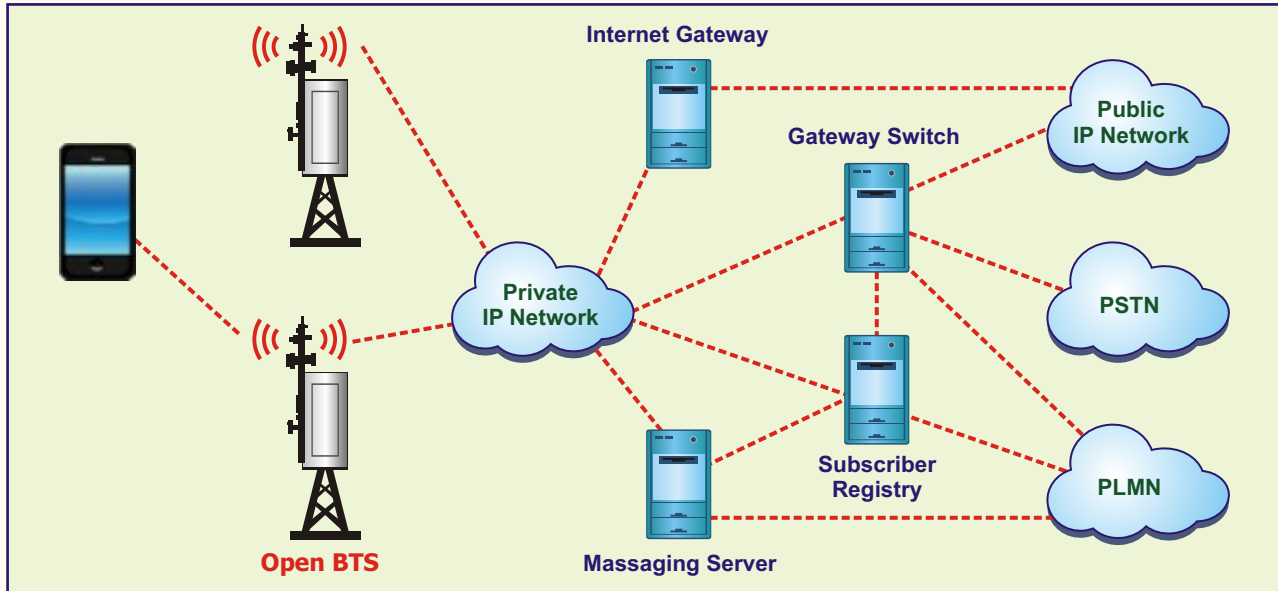 Internet Gateway
Public
IP Network
Gateway Switch
Private
IP Network
PSTN
Subscriber
Registry
PLMN
Open BTS
Massaging Server